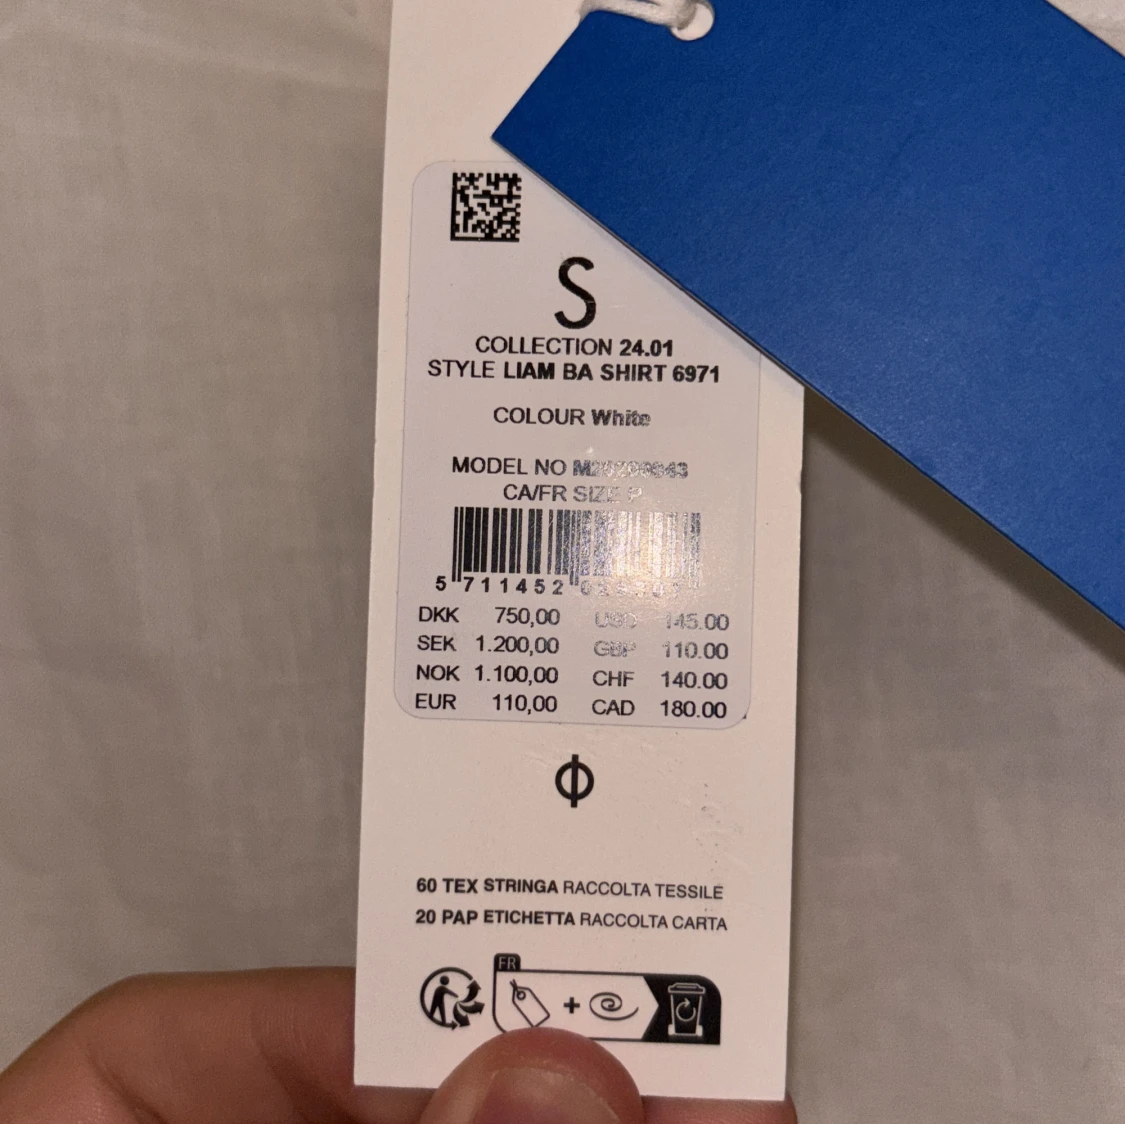 S
COLLECTION 24.01
STYLE LIAM BA SHIRT 6971
COLOUR White
MODEL NO
CA/FR SIZE P
5 711452
DKK 750,00 USD 145.00
SEK 1.200,00 GBP 110.00
NOK 1.100,00 CHF 140.00
EUR 110,00 CAD 180.00
60 TEX STRINGA RACCOLTA TESSILE
20 PAP ETICHETTA RACCOLTA CARTA
FR
+